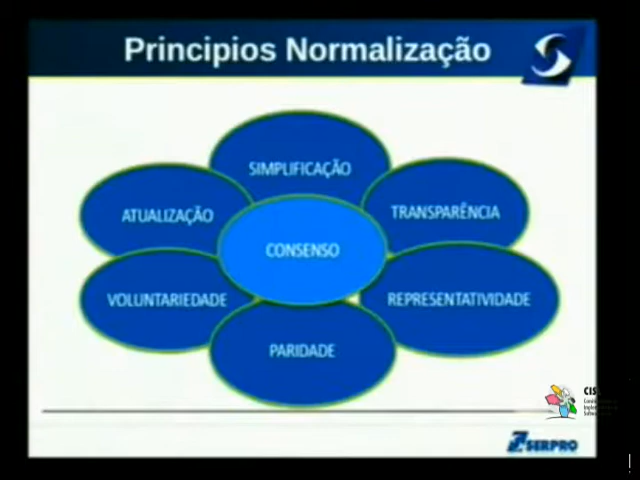 Principios Normalização
SIMPLIFICAÇÃO
ATUALIZAÇÃO
TRANSPARÊNCIA
CONSENSO
VOLUNTARIEDADE
REPRESENTATIVIDADE
PARIDADE
CIS
SERPRO